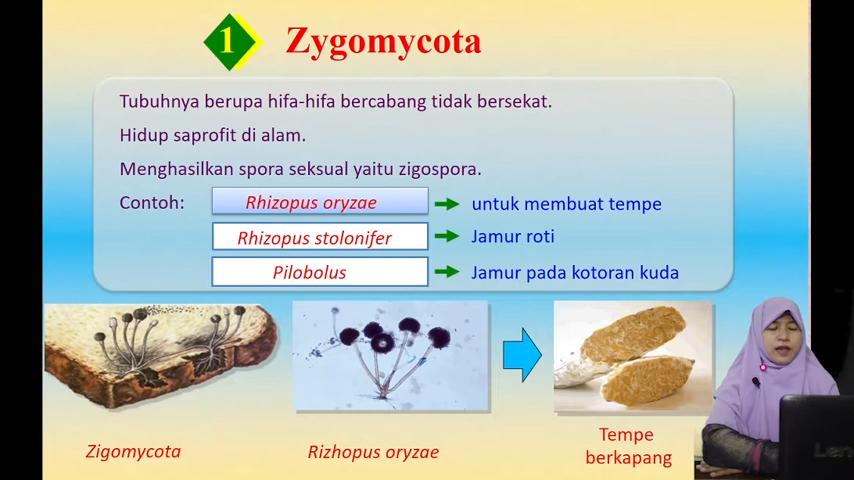 1
Zygomycota
Tubuhnya berupa hifa-hifa bercabang tidak bersekat.
Hidup saprofit di alam.
Menghasilkan spora seksual yaitu zigospora.
Contoh: Rhizopus oryzae untuk membuat tempe
Rhizopus stolonifer Jamur roti
Pilobolus Jamur pada kotoran kuda
Zigomycota
Rizhopus oryzae
Tempe
berkapang